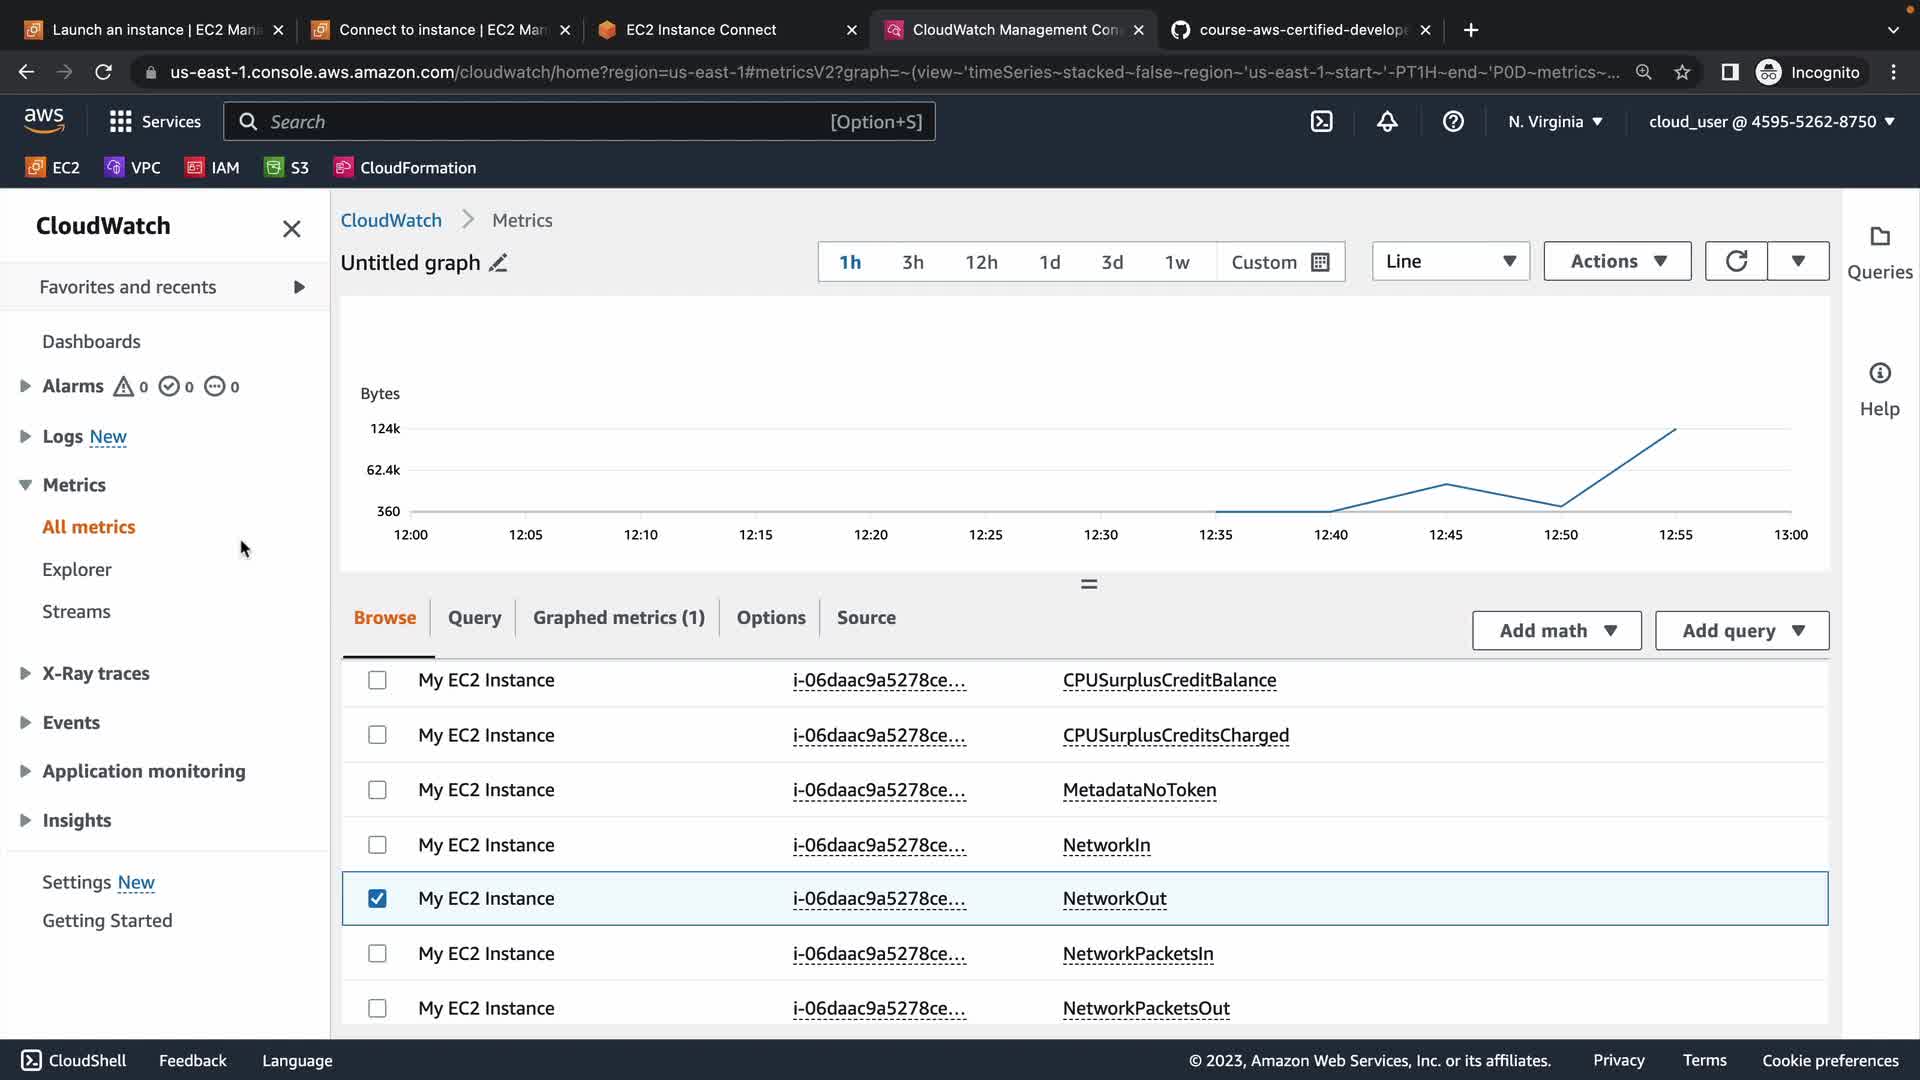 Launch an instance | EC2 Mana
Connect to instance | EC2 Man
EC2 Instance Connect
CloudWatch Management Con
course-aws-certified-develope
us-east-1.console.aws.amazon.com/cloudwatch/home?region=us-east-1#metricsV2?graph=~(view~'timeSeries~stacked~false~region~'us-east-1~start~'-PT1H~end~'P0D~metrics~...
Incognito
aws
Services
Search
[Option+S]
N. Virginia
cloud_user @ 4595-5262-8750
EC2
VPC
IAM
S3
CloudFormation
CloudWatch
Favorites and recents
Dashboards
Alarms 0 0 0
Logs New
Metrics
All metrics
Explorer
Streams
X-Ray traces
Events
Application monitoring
Insights
Settings New
Getting Started
CloudWatch > Metrics
Untitled graph
1h 3h 12h 1d 3d 1w Custom
Line
Actions
Queries
Help
Bytes
124k
62.4k
360
12:00 12:05 12:10 12:15 12:20 12:25 12:30 12:35 12:40 12:45 12:50 12:55 13:00
Browse Query Graphed metrics (1) Options Source
Add math
Add query
My EC2 Instance i-06daac9a5278ce... CPUSurplusCreditBalance
My EC2 Instance i-06daac9a5278ce... CPUSurplusCreditsCharged
My EC2 Instance i-06daac9a5278ce... MetadataNoToken
My EC2 Instance i-06daac9a5278ce... NetworkIn
My EC2 Instance i-06daac9a5278ce... NetworkOut
My EC2 Instance i-06daac9a5278ce... NetworkPacketsIn
My EC2 Instance i-06daac9a5278ce... NetworkPacketsOut
CloudShell Feedback Language
© 2023, Amazon Web Services, Inc. or its affiliates. Privacy Terms Cookie preferences